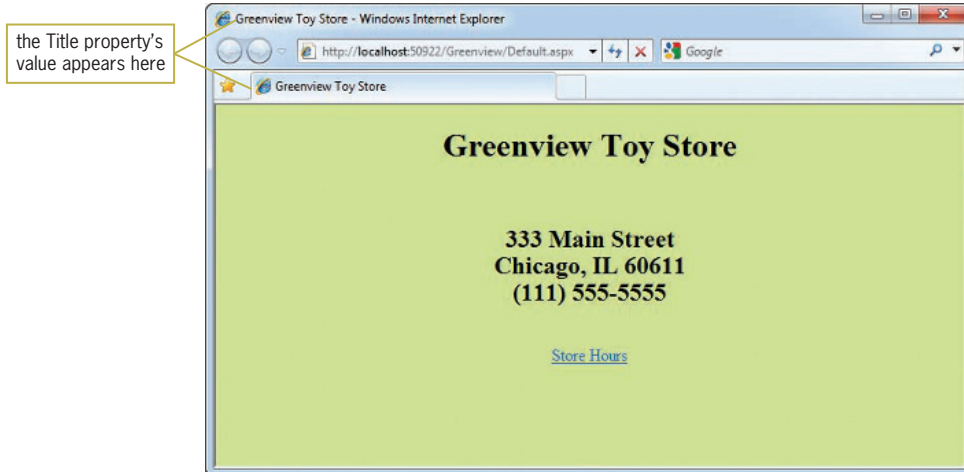 the Title property's
value appears here
Greenview Toy Store - Windows Internet Explorer
http://localhost:50922/Greenview/Default.aspx
Google
Greenview Toy Store
Greenview Toy Store
333 Main Street
Chicago, IL 60611
(111) 555-5555
Store Hours